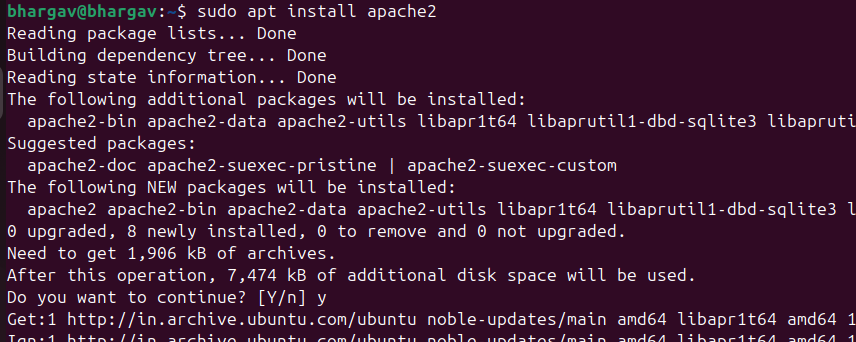 bhargav@bhargav:~$ sudo apt install apache2
Reading package lists... Done
Building dependency tree... Done
Reading state information... Done
The following additional packages will be installed:
apache2-bin apache2-data apache2-utils libapr1t64 libaprutil1-dbd-sqlite3 libapruti
Suggested packages:
apache2-doc apache2-suexec-pristine | apache2-suexec-custom
The following NEW packages will be installed:
apache2 apache2-bin apache2-data apache2-utils libapr1t64 libaprutil1-dbd-sqlite3 l
0 upgraded, 8 newly installed, 0 to remove and 0 not upgraded.
Need to get 1,906 kB of archives.
After this operation, 7,474 kB of additional disk space will be used.
Do you want to continue? [Y/n] y
Get:1 http://in.archive.ubuntu.com/ubuntu noble-updates/main amd64 libapr1t64 amd64 1
Ign:1 http://in.archive.ubuntu.com/ubuntu noble-updates/main amd64 libapr1t64 amd64 1